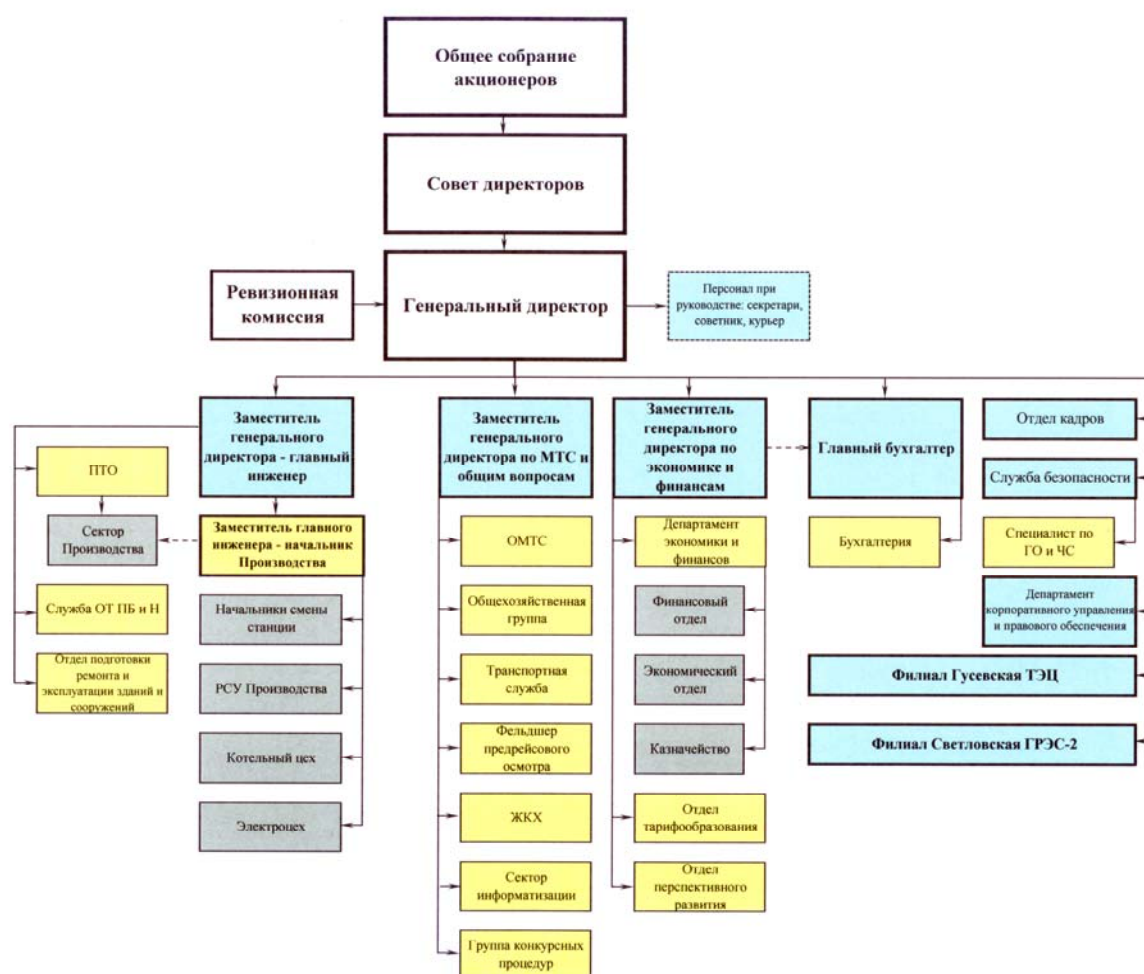 Общее собрание
акционеров
Совет директоров
Ревизионная
комиссия
Генеральный директор
Персонал при
руководстве: секретари,
советник, курьер
Заместитель
генерального
директора - главный
инженер
Заместитель
генерального
директора по МТС и
общим вопросам
Заместитель
генерального
директора по
экономике и
финансам
Главный бухгалтер
Отдел кадров
Служба безопасности
Специалист по
ГО и ЧС
Департамент
корпоративного управления
и правового обеспечения
Филиал Гусевская ТЭЦ
Филиал Светловская ГРЭС-2
ПТО
Сектор
Производства
Служба ОТ ПБ и Н
Отдел подготовки
ремонта и
эксплуатации зданий и
сооружений
Заместитель главного
инженера - начальник
Производства
Начальники смены
станции
РСУ Производства
Котельный цех
Электроцех
ОМТС
Общехозяйственная
группа
Транспортная
служба
Фельдшер
предрейсового
осмотра
ЖКХ
Сектор
информатизации
Группа конкурсных
процедур
Департамент
экономики и
финансов
Финансовый
отдел
Экономический
отдел
Казначейство
Отдел
тарифообразования
Отдел
перспективного
развития
Бухгалтерия